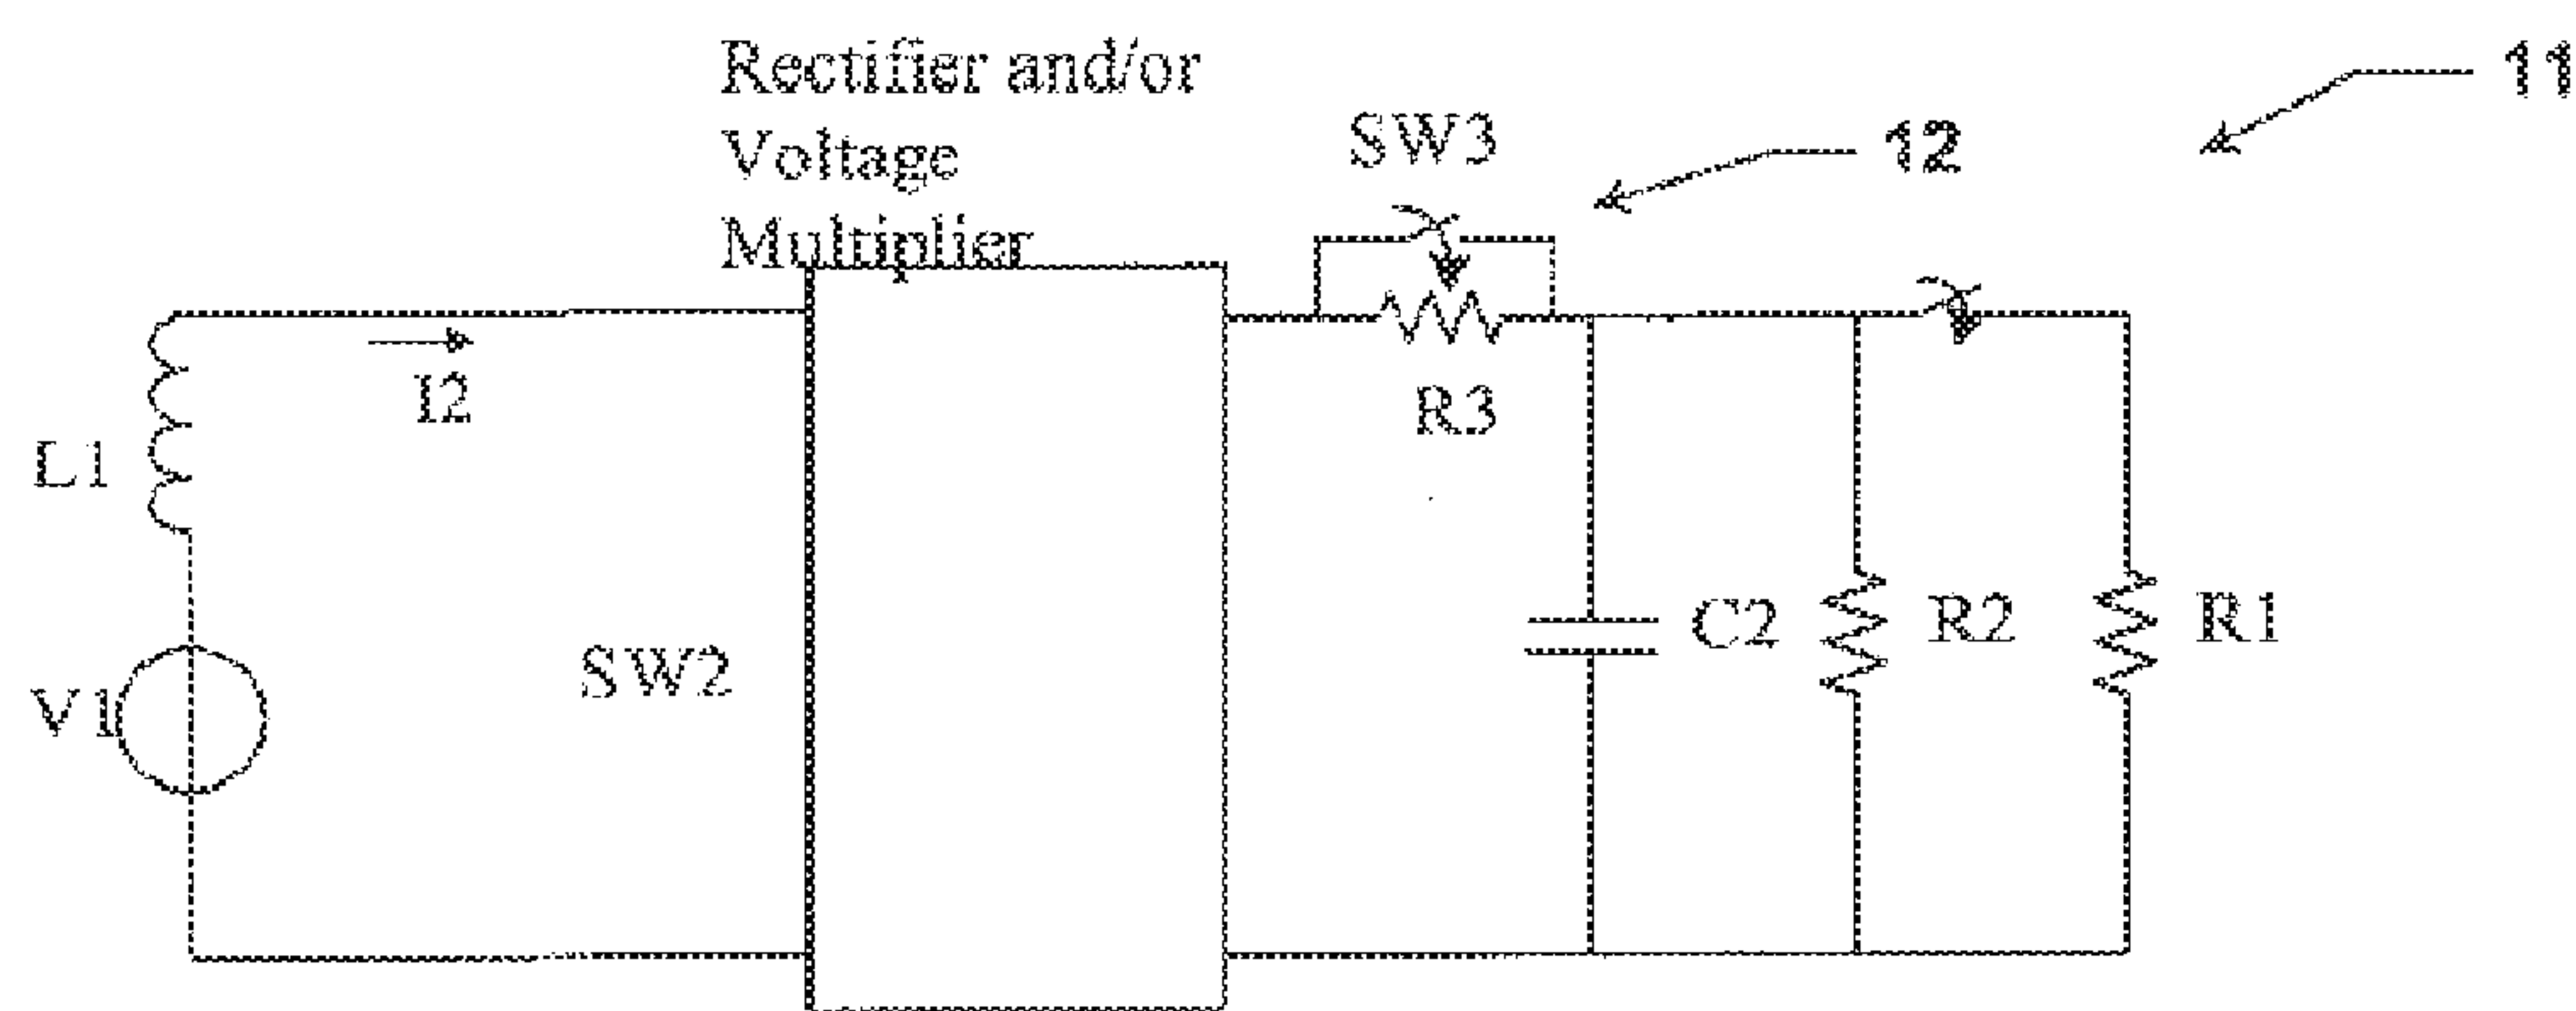 Rectifier and/or
Voltage
Multiplier
SW3
12
11
I2
L1
R3
SW2
V1
C2
R2
R1